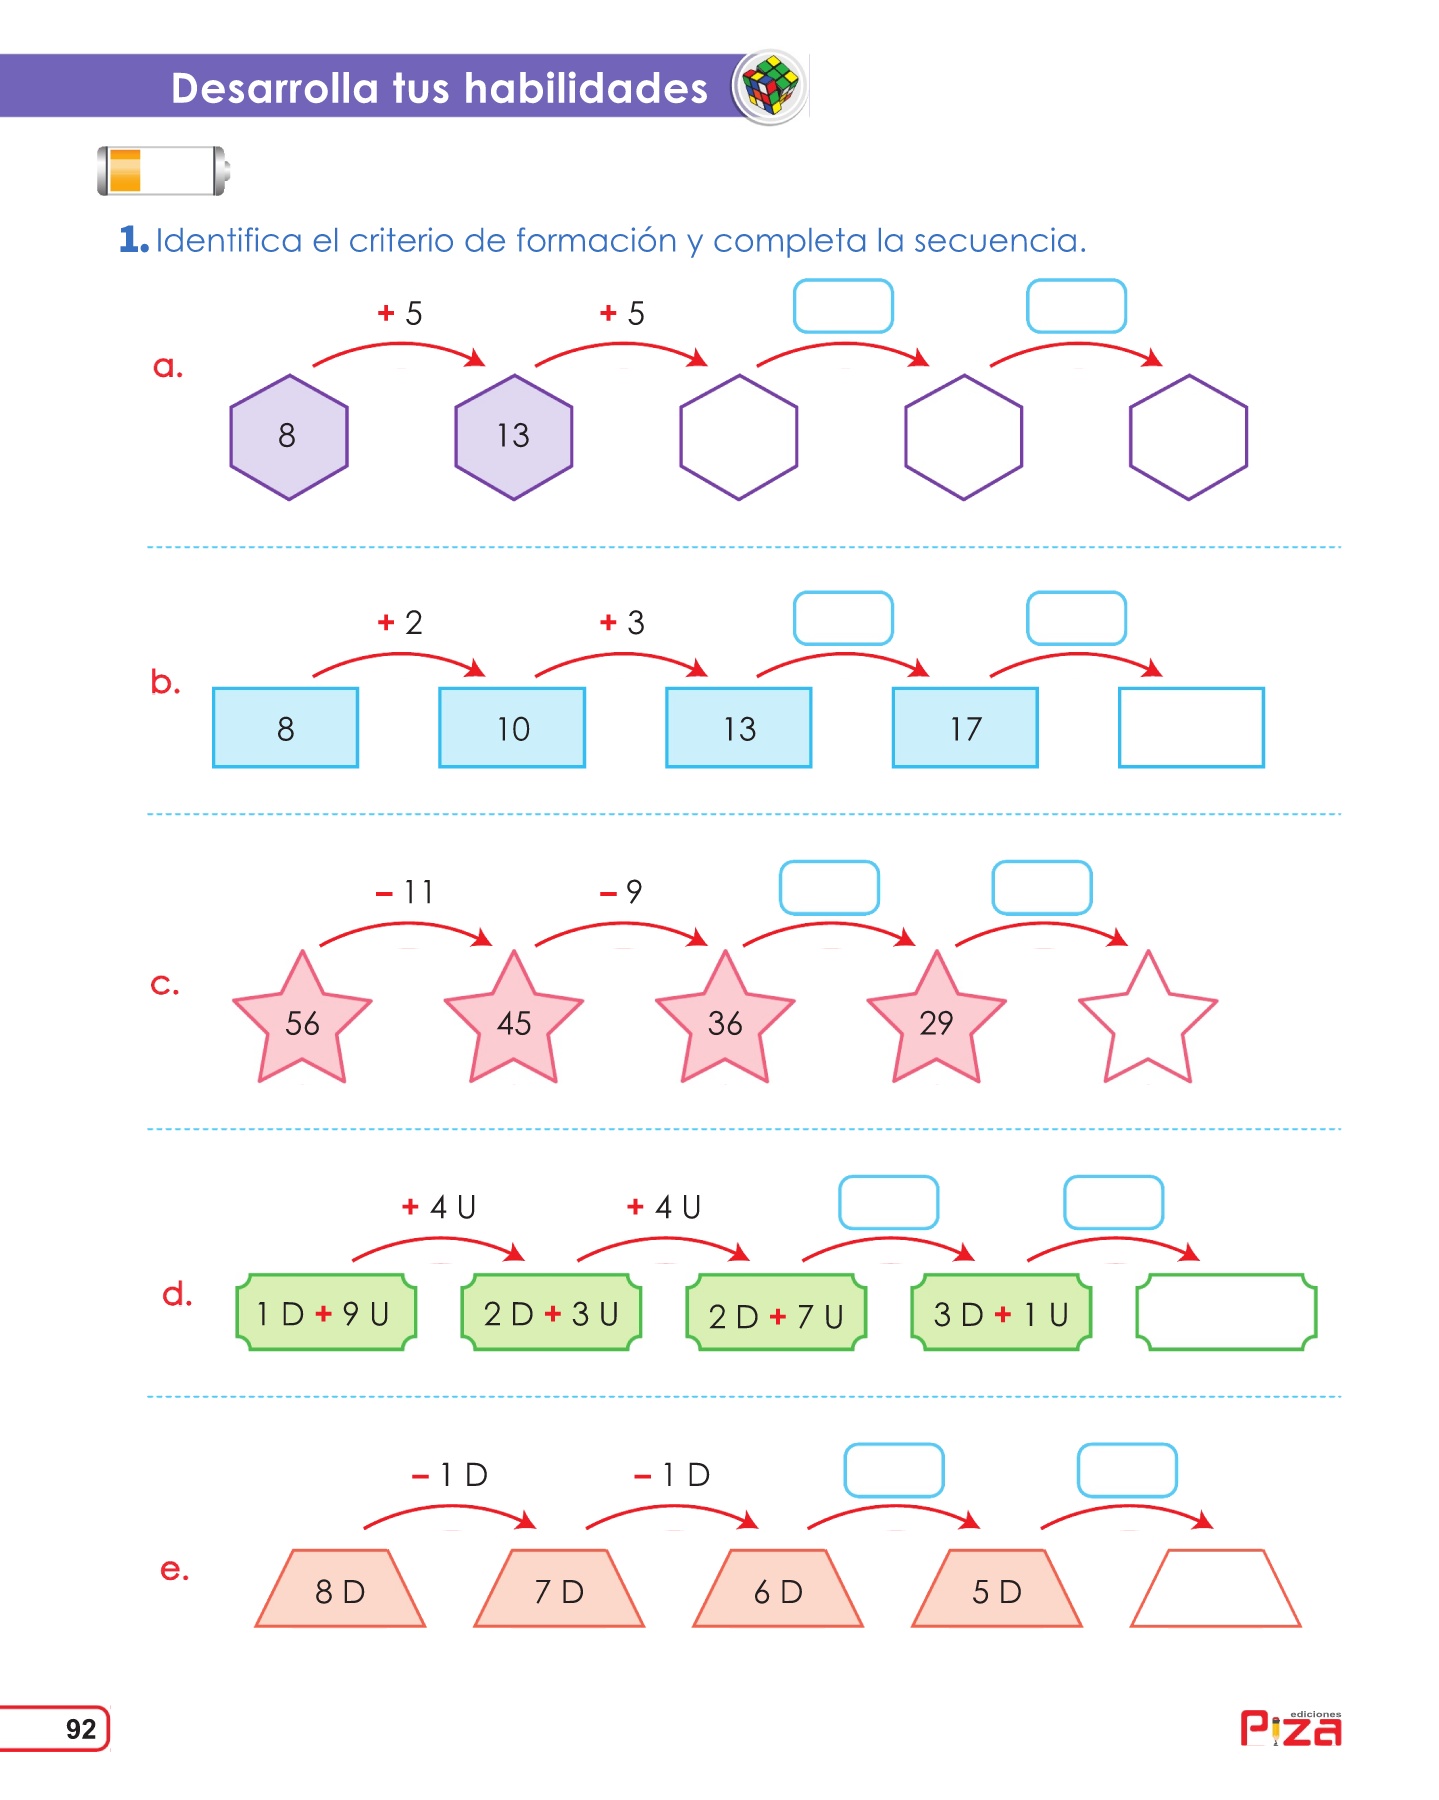 Desarrolla tus habilidades
1. Identifica el criterio de formación y completa la secuencia.
+ 5 + 5
a.
8 13
+ 2 + 3
b.
8 10 13 17
– 11 – 9
c.
56 45 36 29
+ 4 U + 4 U
d.
1 D + 9 U 2 D + 3 U 2 D + 7 U 3 D + 1 U
– 1 D – 1 D
e.
8 D 7 D 6 D 5 D
92
ediciones
Piza